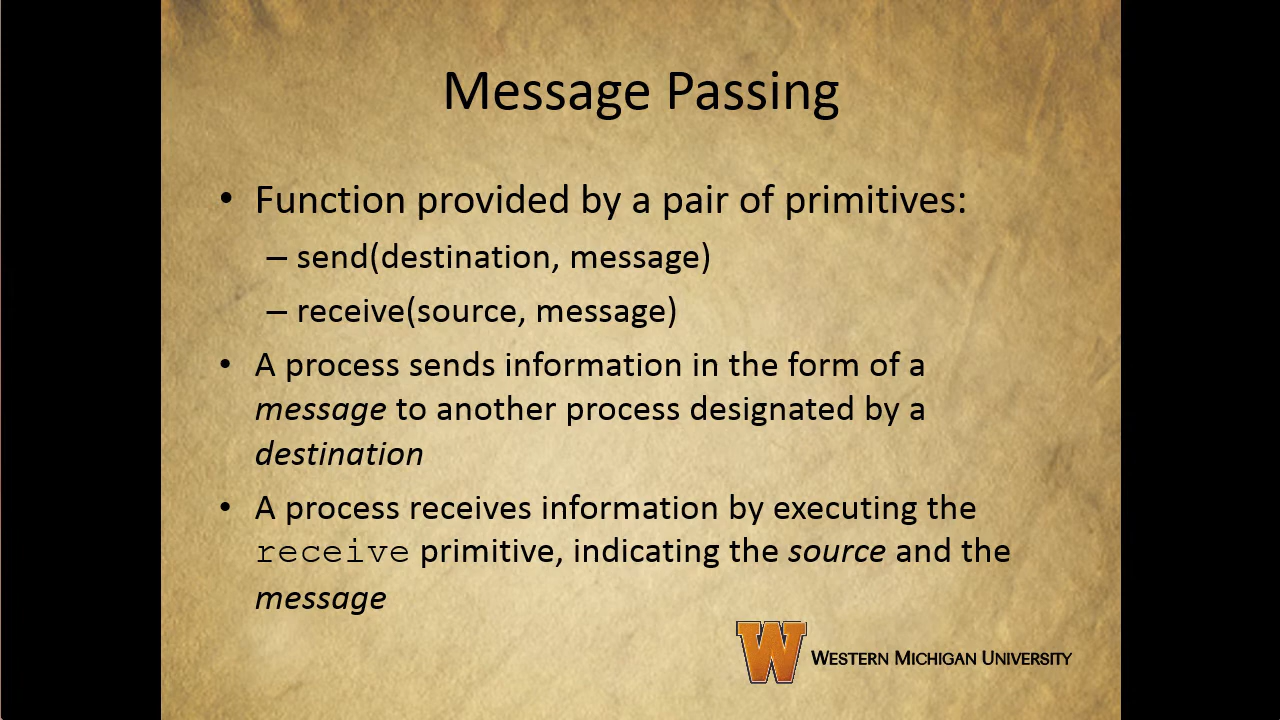 Message Passing
• Function provided by a pair of primitives:
– send(destination, message)
– receive(source, message)
• A process sends information in the form of a
message to another process designated by a
destination
• A process receives information by executing the
receive primitive, indicating the source and the
message
W WESTERN MICHIGAN UNIVERSITY